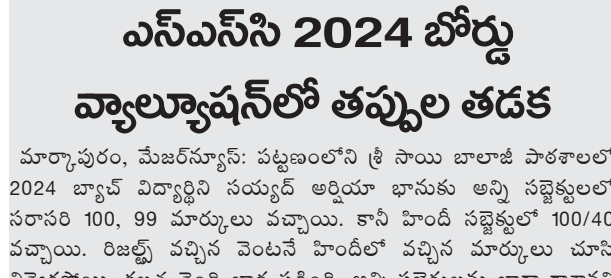 ఎస్ఎస్‌సి 2024 బోర్డు
వ్యాల్యూషన్‌లో తప్పుల తడక
మార్కాపురం, మేజర్‌న్యూస్: పట్టణంలోని శ్రీ సాయి బాలాజీ పాఠశాలలో
2024 బ్యాచ్ విద్యార్థిని సయ్యద్ అర్షియా భానుకు అన్ని సబ్జెక్టులలో
సరాసరి 100, 99 మార్కులు వచ్చాయి. కానీ హిందీ సబ్జెక్టులో 100/40
వచ్చాయి. రిజల్ట్ వచ్చిన వెంటనే హిందీలో వచ్చిన మార్కులు చూసి